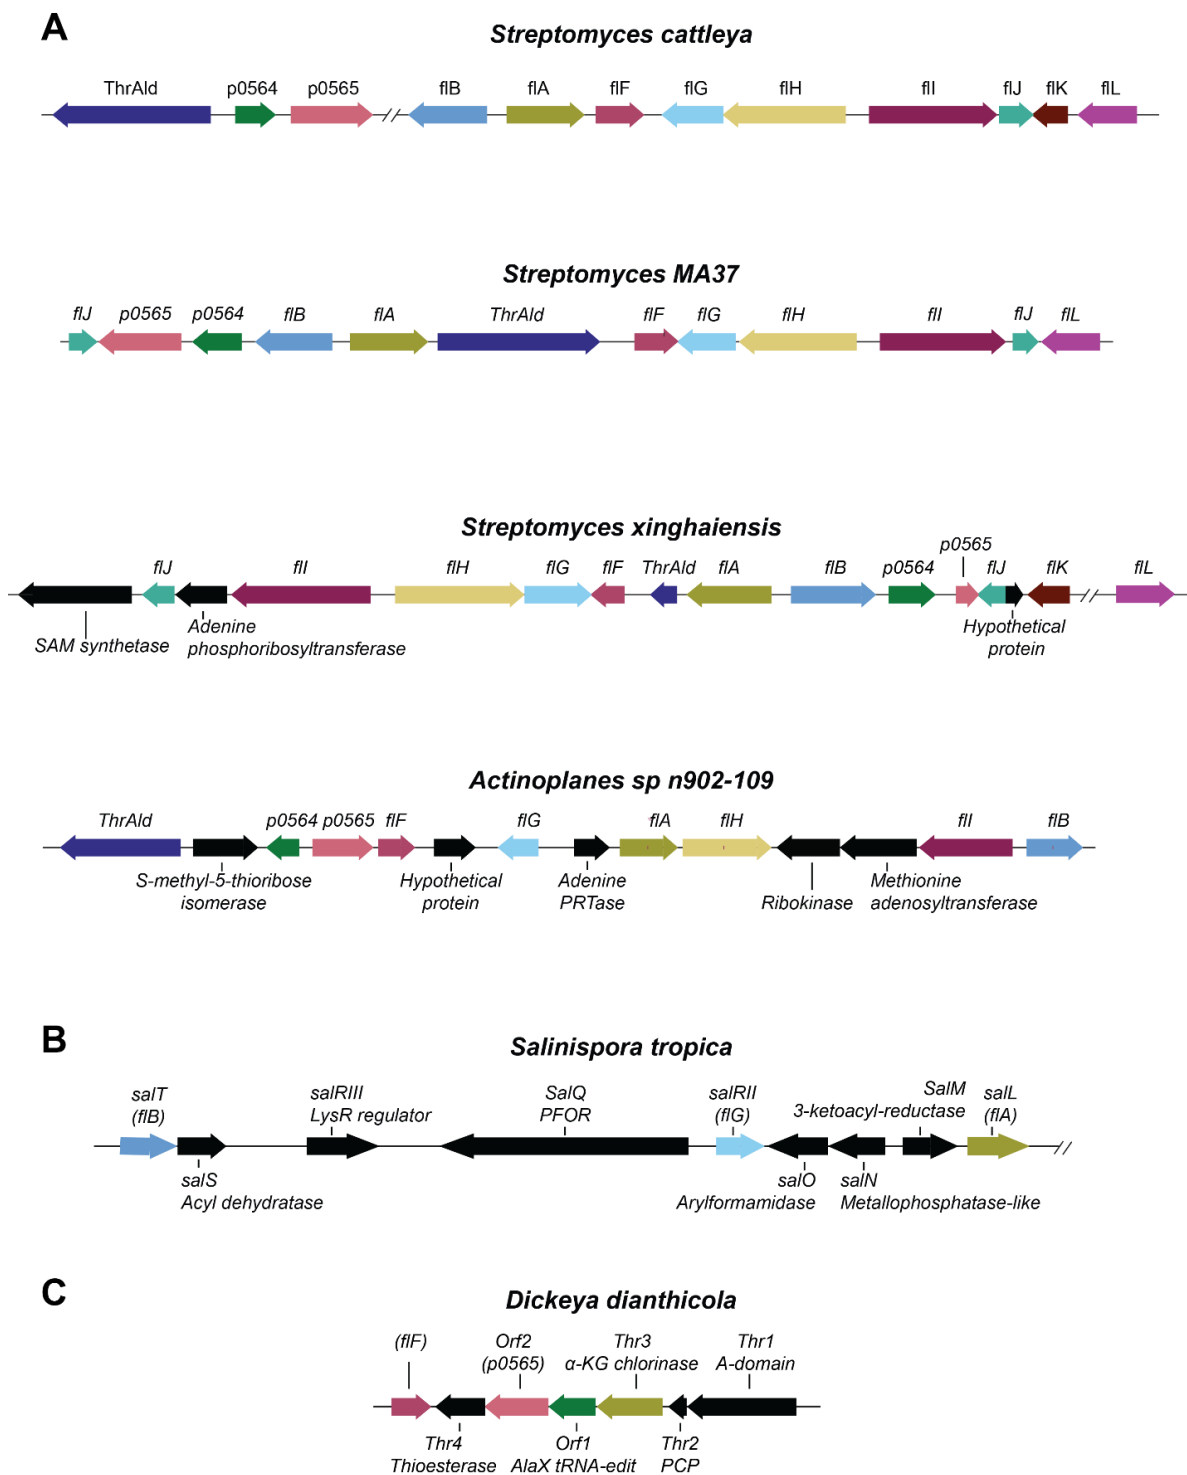 A
Streptomyces cattleya
ThrAld p0564 p0565 flB flA flF flG flH flI flJ flK flL
Streptomyces MA37
flJ p0565 p0564 flB flA ThrAld flF flG flH flI flJ flL
Streptomyces xinghaiensis
p0565
flJ flI flH flG flF ThrAld flA flB p0564 flJ flK flL
SAM synthetase
Adenine
phosphoribosyltransferase
Hypothetical
protein
Actinoplanes sp n902-109
ThrAld p0564 p0565 flF flG flA flH flI flB
S-methyl-5-thioribose
isomerase
Hypothetical
protein
Adenine
PRTase
Ribokinase
Methionine
adenosyltransferase
B
Salinispora tropica
salT
(flB)
salRIII
LysR regulator
SalQ
PFOR
salRII
(flG)
SalM
3-ketoacyl-reductase
salL
(flA)
salS
Acyl dehydratase
salO
Arylformamidase
salN
Metallophosphatase-like
C
Dickeya dianthicola
(flF)
Orf2
(p0565)
Thr3
α-KG chlorinase
Thr1
A-domain
Thr4
Thioesterase
Orf1
AlaX tRNA-edit
Thr2
PCP